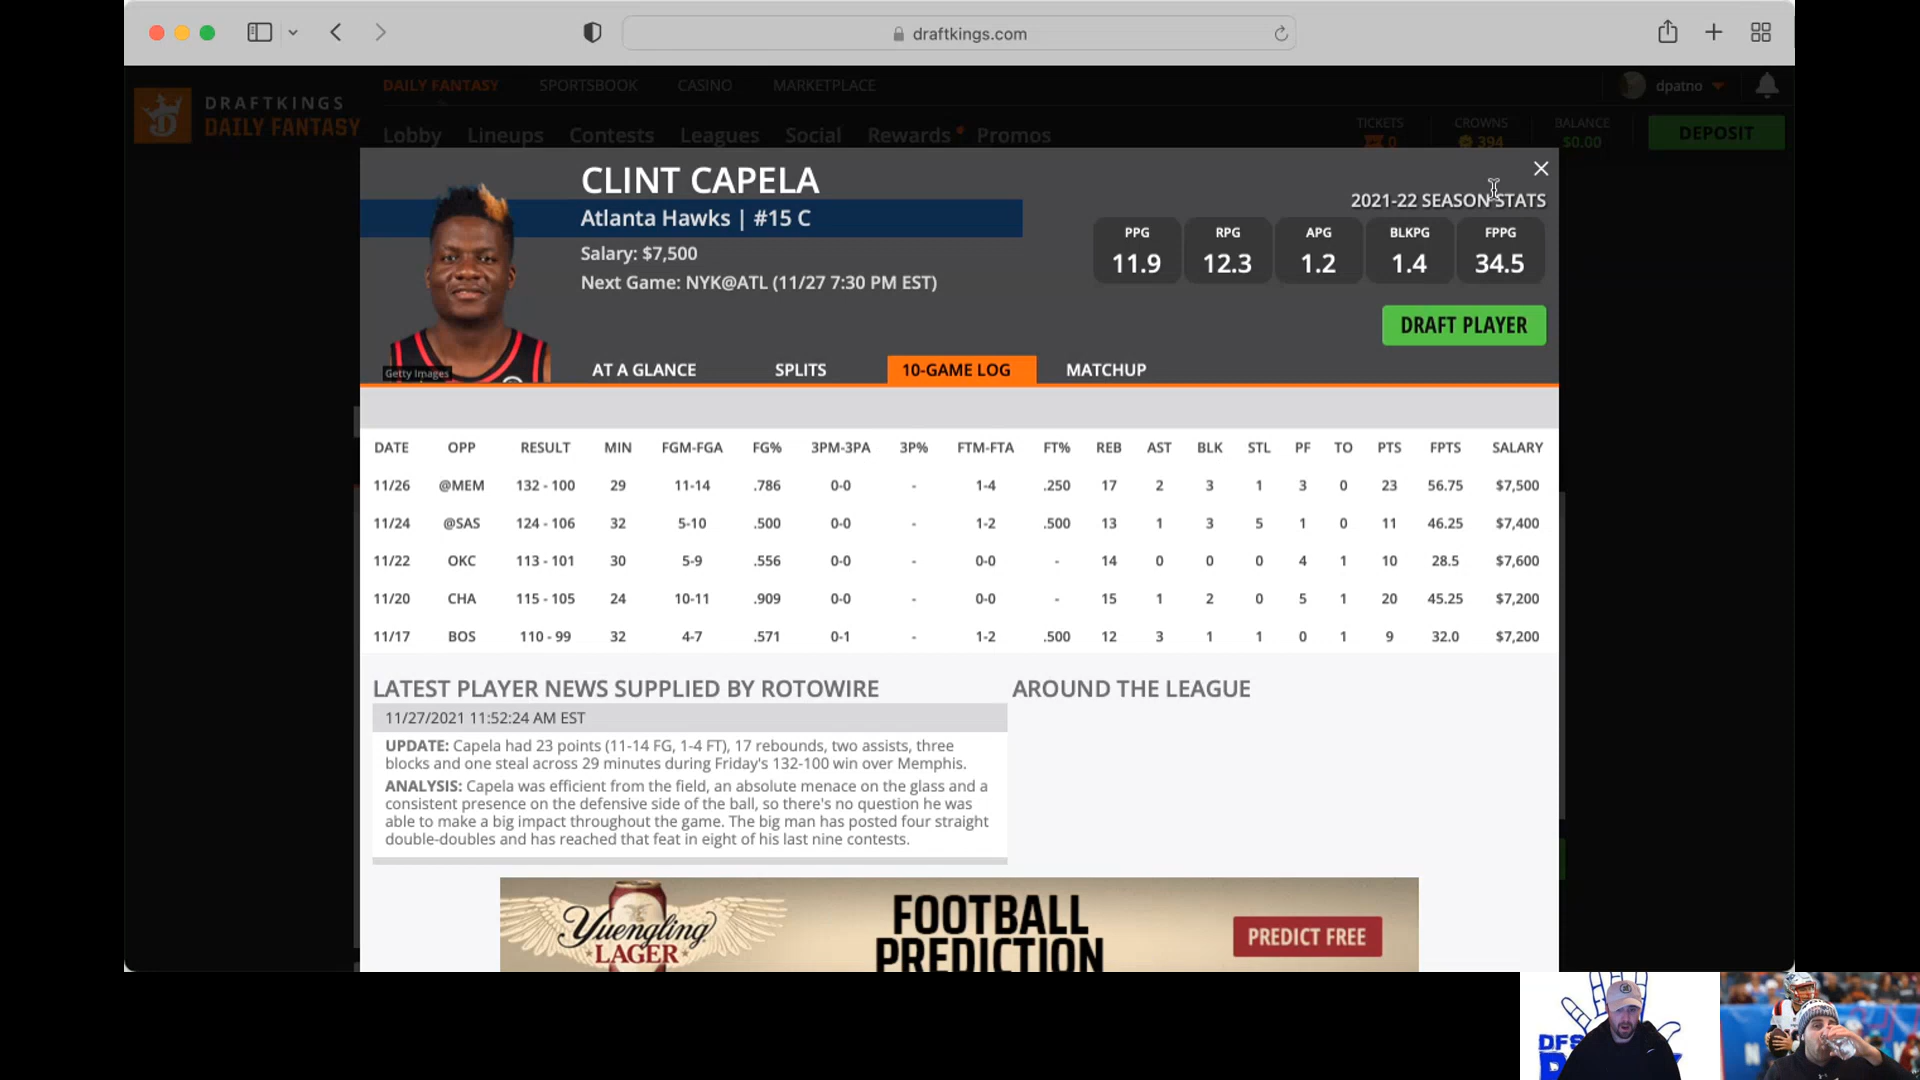 draftkings.com
DAILY FANTASY SPORTSBOOK CASINO MARKETPLACE dpatno
DRAFTKINGS
DAILY FANTASY
Lobby Lineups Contests Leagues Social Rewards Promos
TICKETS CROWNS BALANCE
0 394 $0.00
DEPOSIT
CLINT CAPELA
Atlanta Hawks | #15 C
Salary: $7,500
Next Game: NYK@ATL (11/27 7:30 PM EST)
2021-22 SEASON STATS
PPG RPG APG BLKPG FPPG
11.9 12.3 1.2 1.4 34.5
DRAFT PLAYER
Getty Images
AT A GLANCE SPLITS 10-GAME LOG MATCHUP
DATE OPP RESULT MIN FGM-FGA FG% 3PM-3PA 3P% FTM-FTA FT% REB AST BLK STL PF TO PTS FPTS SALARY
11/26 @MEM 132 - 100 29 11-14 .786 0-0 - 1-4 .250 17 2 3 1 3 0 23 56.75 $7,500
11/24 @SAS 124 - 106 32 5-10 .500 0-0 - 1-2 .500 13 1 3 5 1 0 11 46.25 $7,400
11/22 OKC 113 - 101 30 5-9 .556 0-0 - 0-0 - 14 0 0 0 4 1 10 28.5 $7,600
11/20 CHA 115 - 105 24 10-11 .909 0-0 - 0-0 - 15 1 2 0 5 1 20 45.25 $7,200
11/17 BOS 110 - 99 32 4-7 .571 0-1 - 1-2 .500 12 3 1 1 0 1 9 32.0 $7,200
LATEST PLAYER NEWS SUPPLIED BY ROTOWIRE
11/27/2021 11:52:24 AM EST
UPDATE: Capela had 23 points (11-14 FG, 1-4 FT), 17 rebounds, two assists, three
blocks and one steal across 29 minutes during Friday's 132-100 win over Memphis.
ANALYSIS: Capela was efficient from the field, an absolute menace on the glass and a
consistent presence on the defensive side of the ball, so there's no question he was
able to make a big impact throughout the game. The big man has posted four straight
double-doubles and has reached that feat in eight of his last nine contests.
AROUND THE LEAGUE
Yuengling
LAGER
FOOTBALL
PREDICTION
PREDICT FREE
DFS